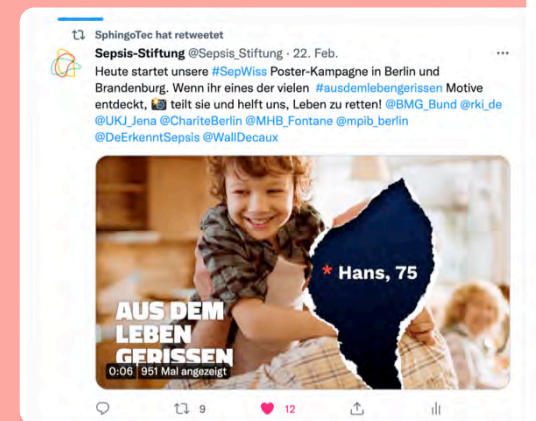 SphingoTec hat retweetet
Sepsis-Stiftung @Sepsis_Stiftung · 22. Feb.
Heute startet unsere #SepWiss Poster-Kampagne in Berlin und
Brandenburg. Wenn ihr eines der vielen #ausdemlebengerissen Motive
entdeckt, 📸 teilt sie und helft uns, Leben zu retten! @BMG_Bund @rki_de
@UKJ_Jena @ChariteBerlin @MHB_Fontane @mpib_berlin
@DeErkenntSepsis @WallDecaux
* Hans, 75
AUS DEM
LEBEN
GERISSEN
0:06 951 Mal angezeigt
9 12